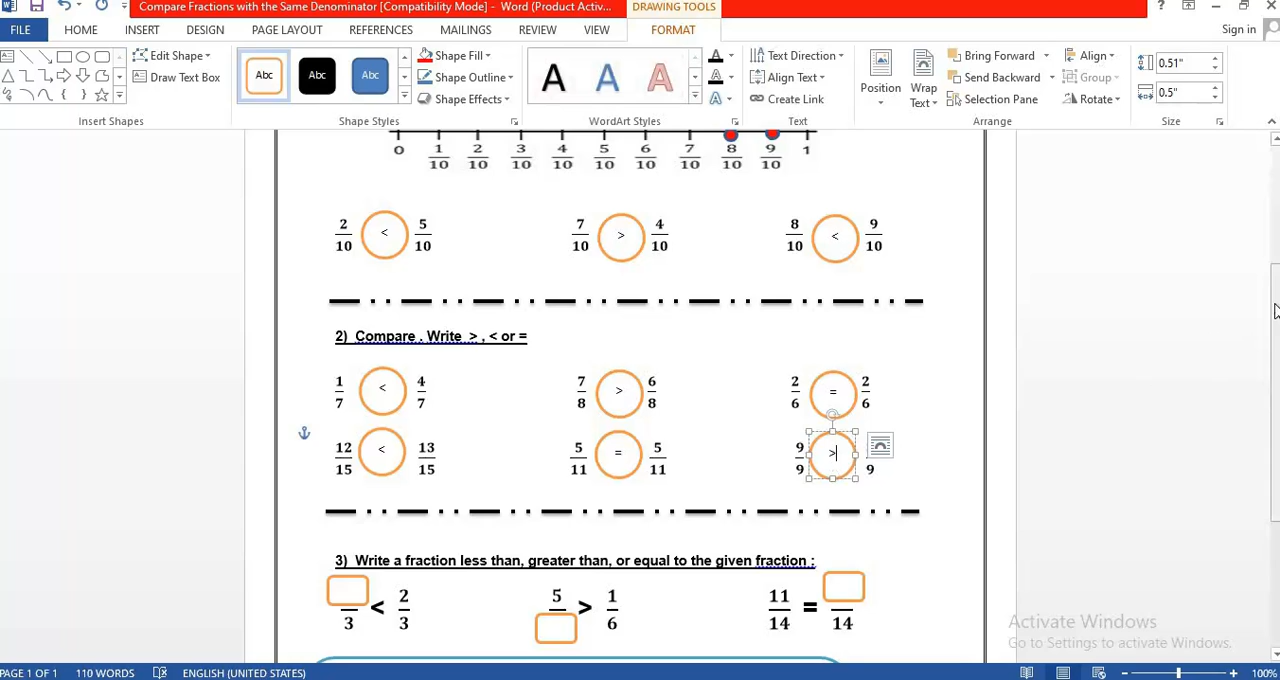 Compare Fractions with the Same Denominator [Compatibility Mode] - Word (Product Activ...
DRAWING TOOLS
?
FILE HOME INSERT DESIGN PAGE LAYOUT REFERENCES MAILINGS REVIEW VIEW FORMAT Sign in
Edit Shape
Draw Text Box
Insert Shapes
Abc Abc Abc
Shape Fill
Shape Outline
Shape Effects
Shape Styles
A A A
WordArt Styles
Text Direction
Align Text
Create Link
Text
Position
Wrap
Text
Bring Forward
Send Backward
Selection Pane
Align
Group
Rotate
Arrange
0.51"
0.5"
Size
0 1/10 2/10 3/10 4/10 5/10 6/10 7/10 8/10 9/10 1
2/10 < 5/10 7/10 > 4/10 8/10 < 9/10
2) Compare . Write > , < or =
1/7 < 4/7 7/8 > 6/8 2/6 = 2/6
12/15 < 13/15 5/11 = 5/11 9/9 > 9
3) Write a fraction less than, greater than, or equal to the given fraction ;
/3 < 2/3 5/ > 1/6 11/14 = /14
Activate Windows
Go to Settings to activate Windows.
PAGE 1 OF 1 110 WORDS ENGLISH (UNITED STATES) 100%